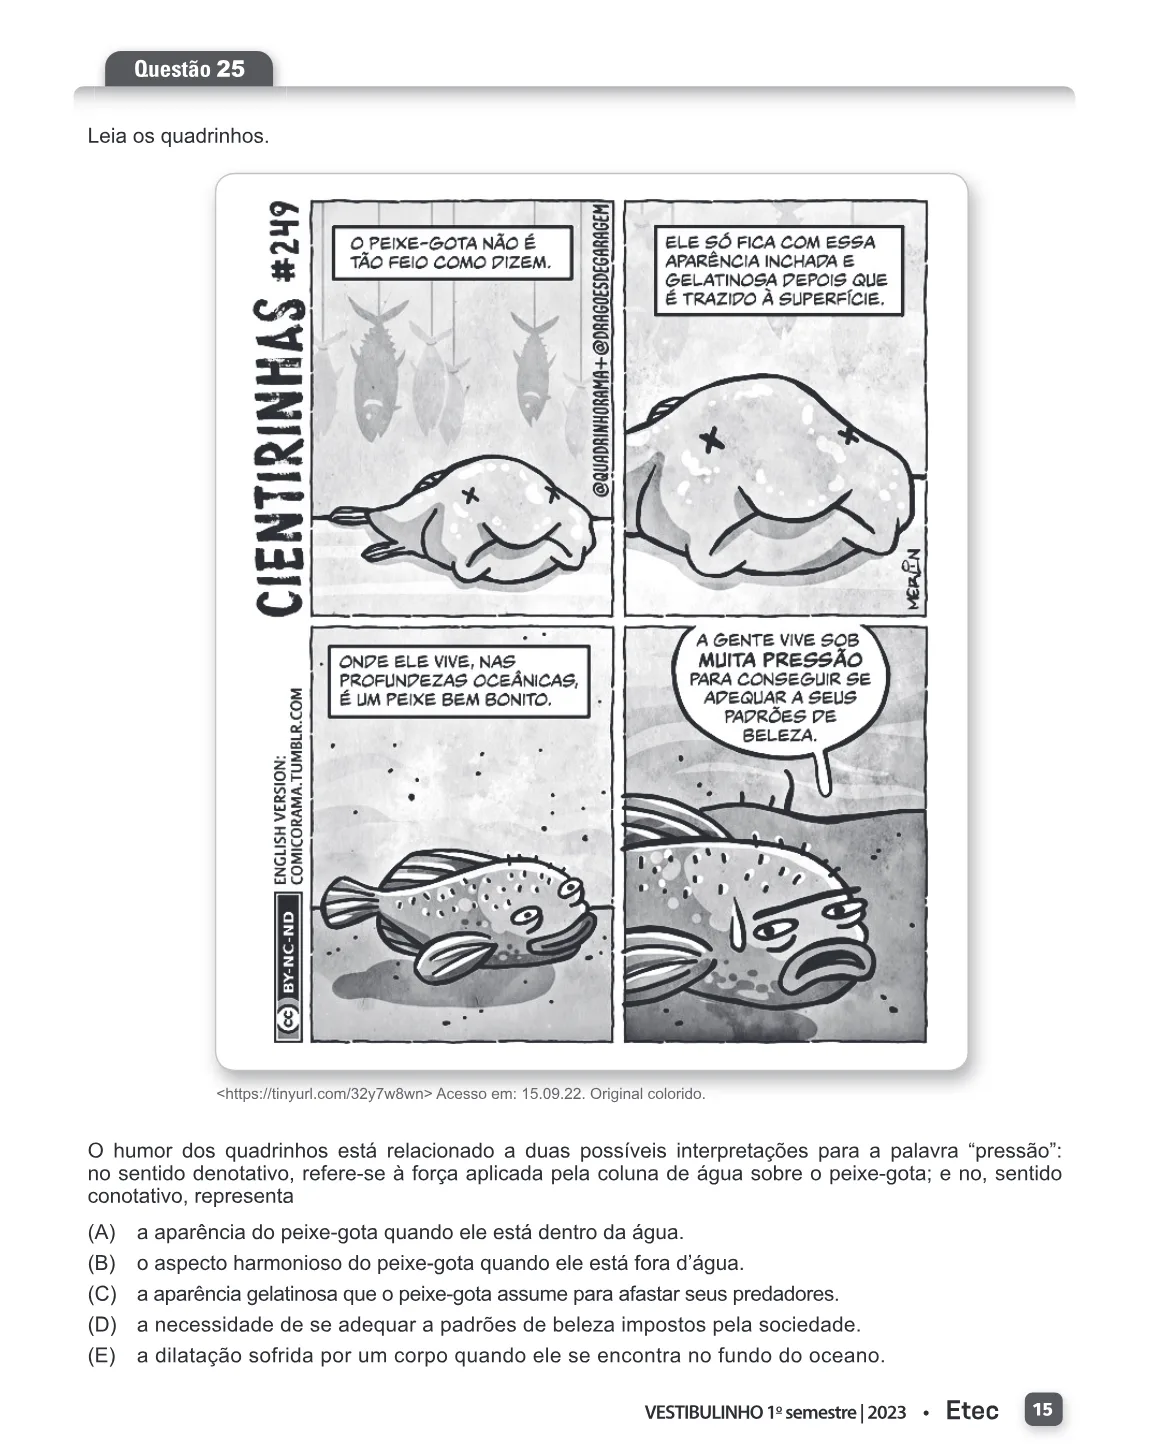 Questão 25
Leia os quadrinhos.
CIENTIRINHAS #249
O PEIXE-GOTA NÃO É
TÃO FEIO COMO DIZEM.
@QUADRINHORAMA+@DRAGOESDEGARAGEM
ELE SÓ FICA COM ESSA
APARÊNCIA INCHADA E
GELATINOSA DEPOIS QUE
É TRAZIDO À SUPERFÍCIE.
MERLIN
ONDE ELE VIVE, NAS
PROFUNDEZAS OCEÂNICAS,
É UM PEIXE BEM BONITO.
A GENTE VIVE SOB
MUITA PRESSÃO
PARA CONSEGUIR SE
ADEQUAR A SEUS
PADRÕES DE
BELEZA.
ENGLISH VERSION:
COMICORAMA.TUMBLR.COM
cc BY-NC-ND
<https://tinyurl.com/32y7w8wn> Acesso em: 15.09.22. Original colorido.
O humor dos quadrinhos está relacionado a duas possíveis interpretações para a palavra “pressão”:
no sentido denotativo, refere-se à força aplicada pela coluna de água sobre o peixe-gota; e no, sentido
conotativo, representa
(A) a aparência do peixe-gota quando ele está dentro da água.
(B) o aspecto harmonioso do peixe-gota quando ele está fora d’água.
(C) a aparência gelatinosa que o peixe-gota assume para afastar seus predadores.
(D) a necessidade de se adequar a padrões de beleza impostos pela sociedade.
(E) a dilatação sofrida por um corpo quando ele se encontra no fundo do oceano.
VESTIBULINHO 1º semestre | 2023 • Etec 15